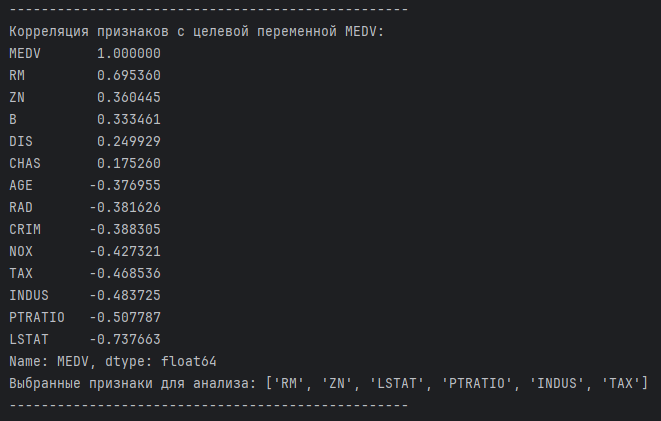 --------------------------------------------------
Корреляция признаков с целевой переменной MEDV:
MEDV       1.000000
RM         0.695360
ZN         0.360445
B          0.333461
DIS        0.249929
CHAS       0.175260
AGE       -0.376955
RAD       -0.381626
CRIM      -0.388305
NOX       -0.427321
TAX       -0.468536
INDUS     -0.483725
PTRATIO   -0.507787
LSTAT     -0.737663
Name: MEDV, dtype: float64
Выбранные признаки для анализа: ['RM', 'ZN', 'LSTAT', 'PTRATIO', 'INDUS', 'TAX']
--------------------------------------------------